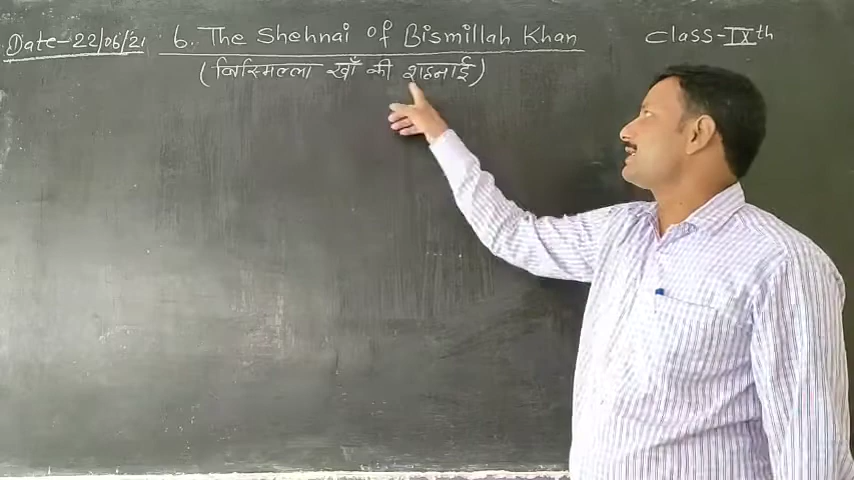 Date-22/06/21 6. The Shehnai of Bismillah Khan Class-IXth
(बिस्मिल्ला खाँ की शहनाई)